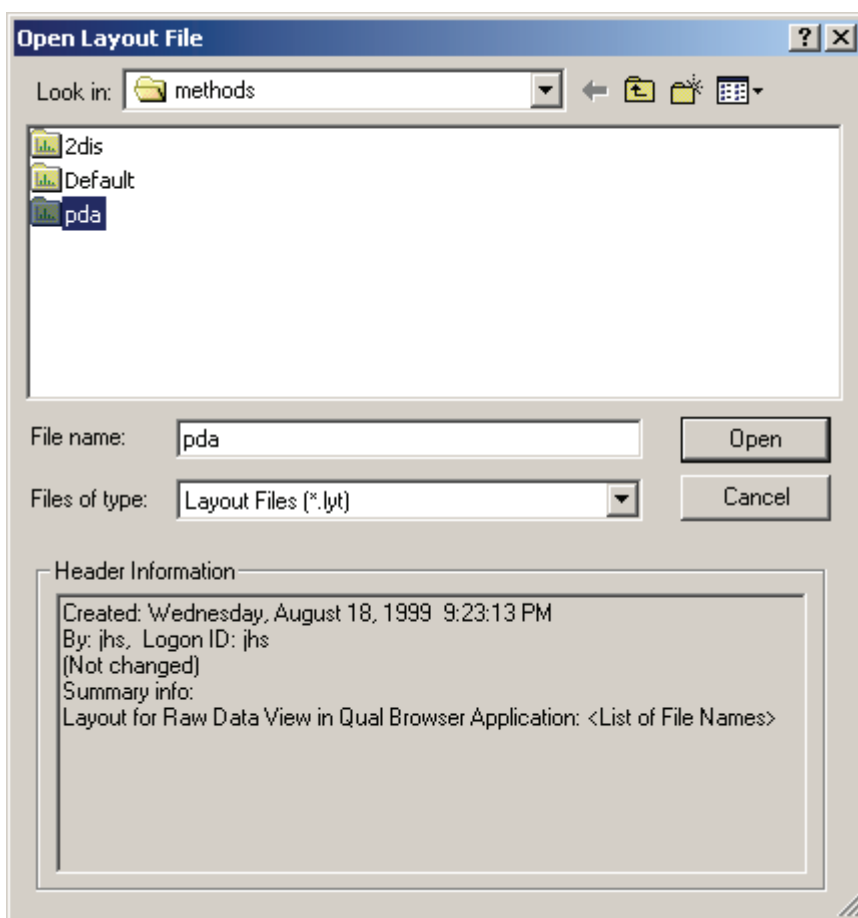 Open Layout File
Look in: methods
2dis
Default
pda
File name: pda Open
Files of type: Layout Files (*.lyt) Cancel
Header Information
Created: Wednesday, August 18, 1999 9:23:13 PM
By: jhs, Logon ID: jhs
(Not changed)
Summary info:
Layout for Raw Data View in Qual Browser Application: <List of File Names>